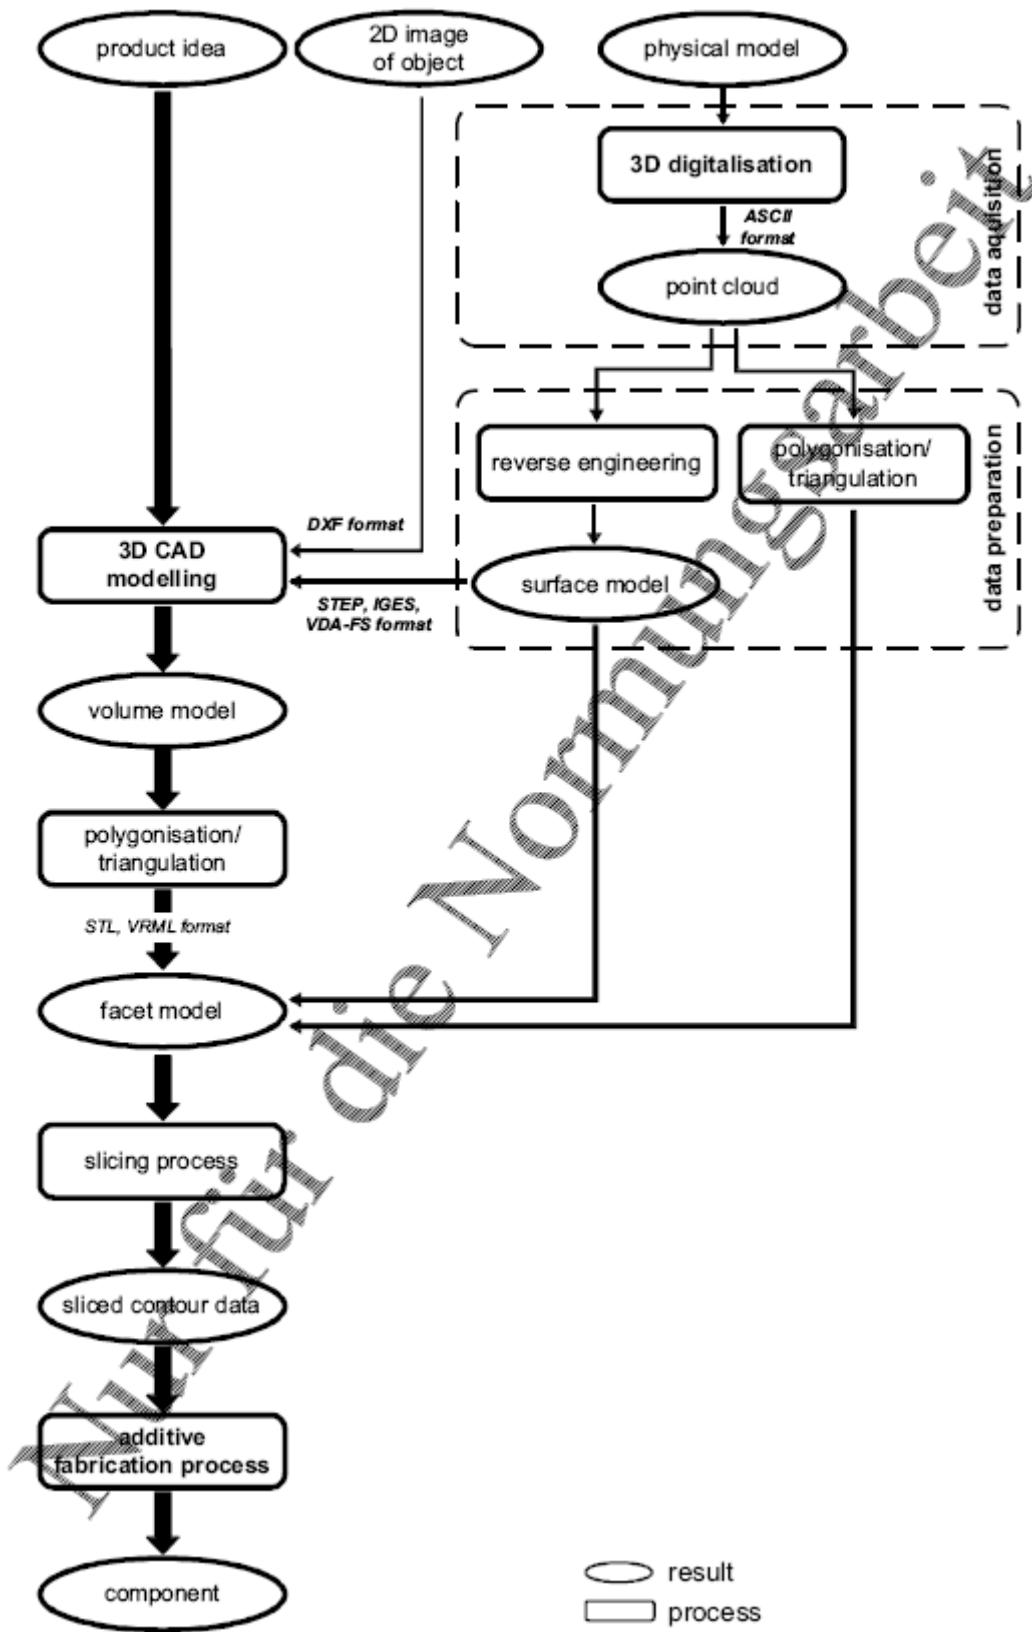 product idea
2D image
of object
physical model
3D digitalisation
ASCII
format
point cloud
data aquisition
reverse engineering
polygonisation/
triangulation
data preparation
DXF format
3D CAD
modelling
surface model
STEP, IGES,
VDA-FS format
volume model
polygonisation/
triangulation
STL, VRML format
facet model
slicing process
sliced contour data
additive
fabrication process
component
result
process
Nur für die Normungsarbeit